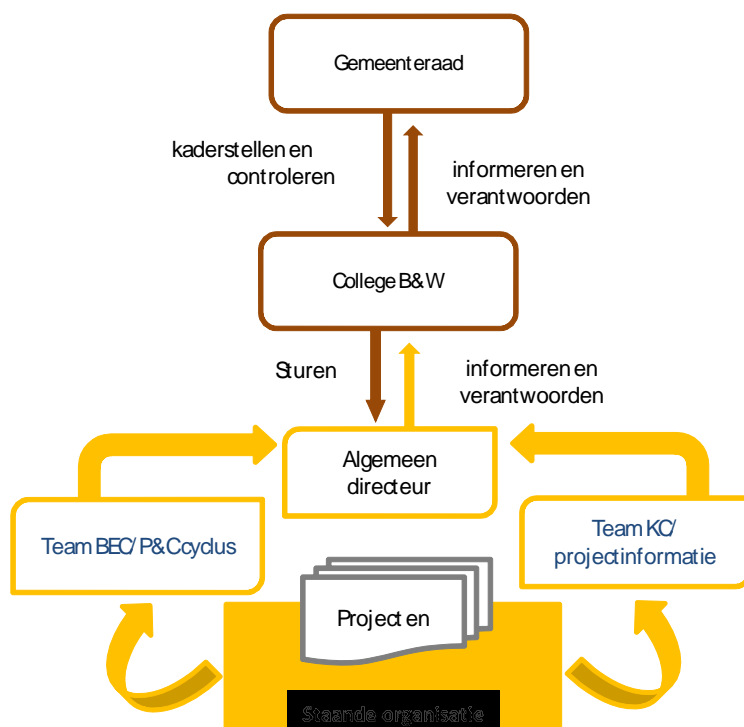 Gemeenteraad
kaderstellen en
controleren
informeren en
verantwoorden
College B&W
Sturen
informeren en
verantwoorden
Algemeen
directeur
Team BEC/ P&C cyclus
Team KC/
projectinformatie
Projecten
Staande organisatie